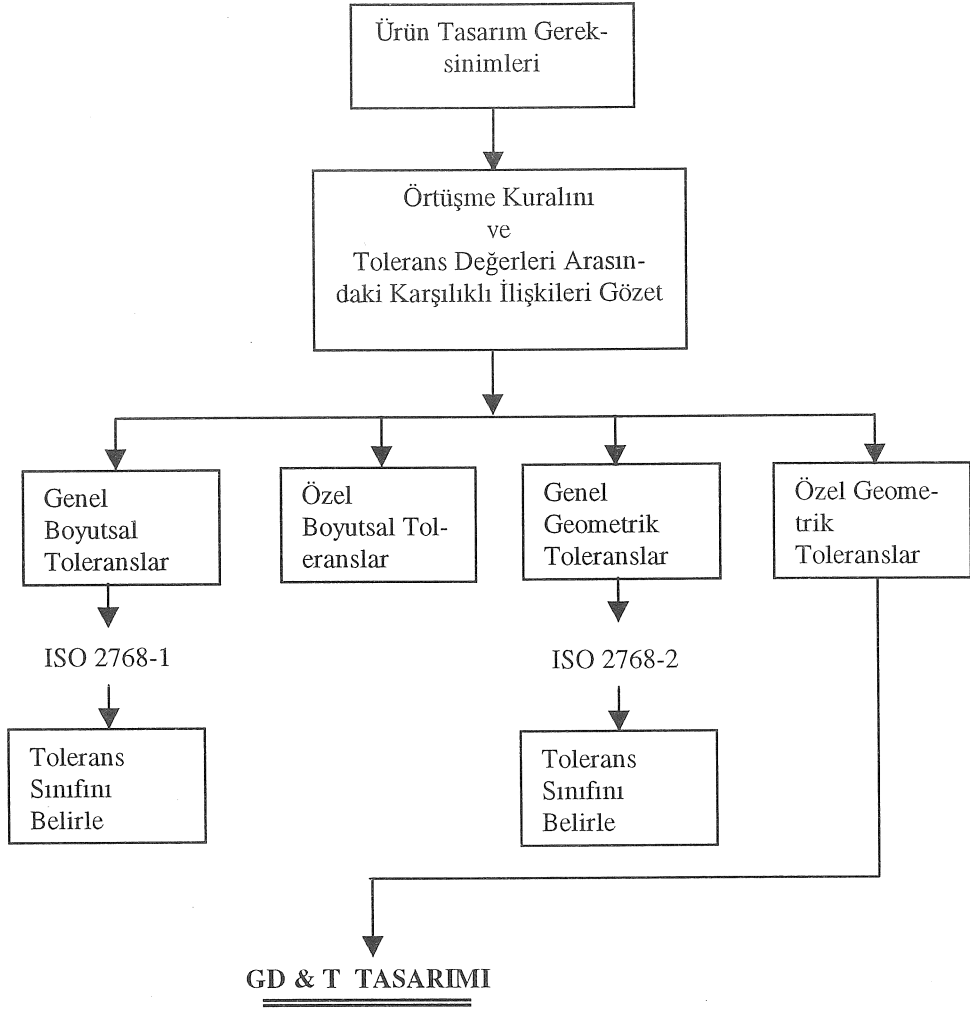 Ürün Tasarım Gerek-
sinimleri
Örtüşme Kuralını
ve
Tolerans Değerleri Arasın-
daki Karşılıklı İlişkileri Gözet
Genel
Boyutsal
Toleranslar
Özel
Boyutsal Tol-
eranslar
Genel
Geometrik
Toleranslar
Özel Geome-
trik
Toleranslar
ISO 2768-1
ISO 2768-2
Tolerans
Sınıfını
Belirle
Tolerans
Sınıfını
Belirle
GD & T TASARIMI